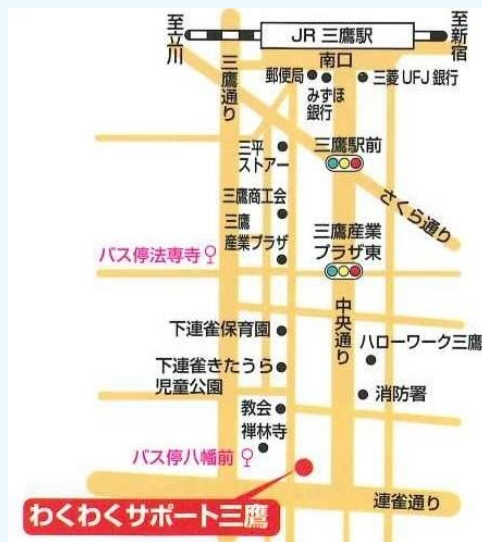 至立川
JR 三鷹駅
至新宿
南口
三鷹通り
郵便局
みずほ
銀行
三菱UFJ銀行
三平
ストアー
三鷹駅前
さくら通り
三鷹商工会
三鷹
産業プラザ
三鷹産業
プラザ東
バス停法専寺
中央通り
下連雀保育園
ハローワーク三鷹
下連雀きたうら
児童公園
消防署
教会
禅林寺
バス停八幡前
連雀通り
わくわくサポート三鷹